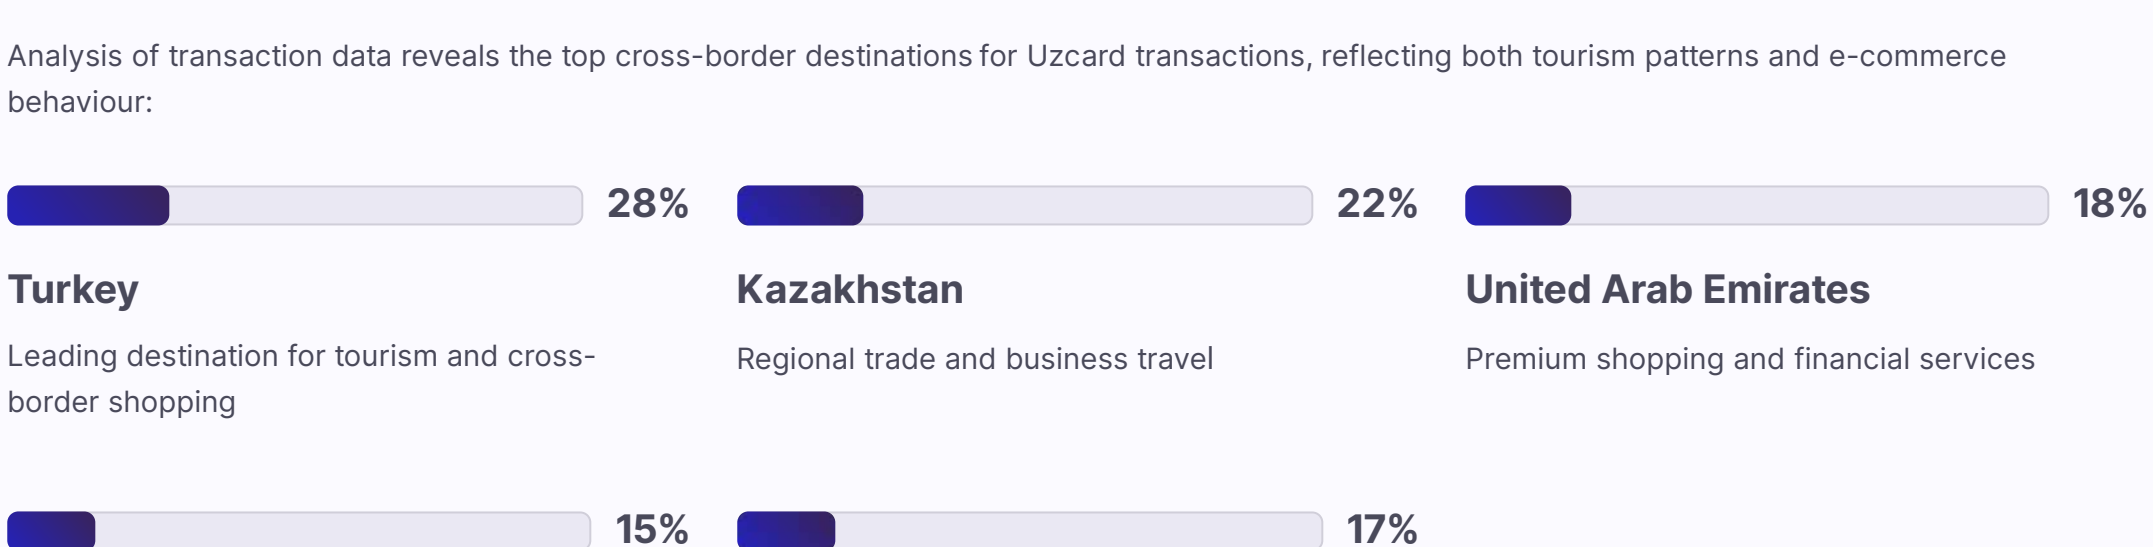 Analysis of transaction data reveals the top cross-border destinations for Uzcard transactions, reflecting both tourism patterns and e-commerce
behaviour:
28%
22%
18%
Turkey
Kazakhstan
United Arab Emirates
Leading destination for tourism and cross-
border shopping
Regional trade and business travel
Premium shopping and financial services
15%
17%